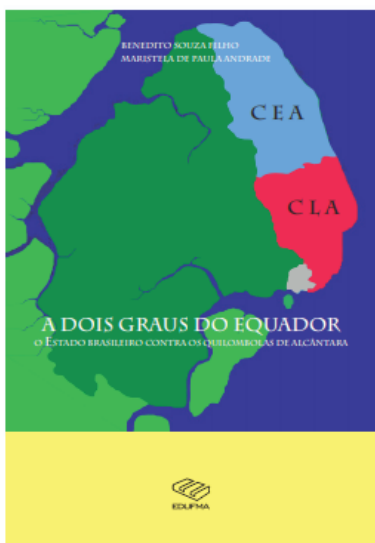 BENEDITO SOUZA FILHO
MARISTELA DE PAULA ANDRADE
CEA
CLA
A DOIS GRAUS DO EQUADOR
O ESTADO BRASILEIRO CONTRA OS QUILOMBOLAS DE ALCÂNTARA
EDUFMA